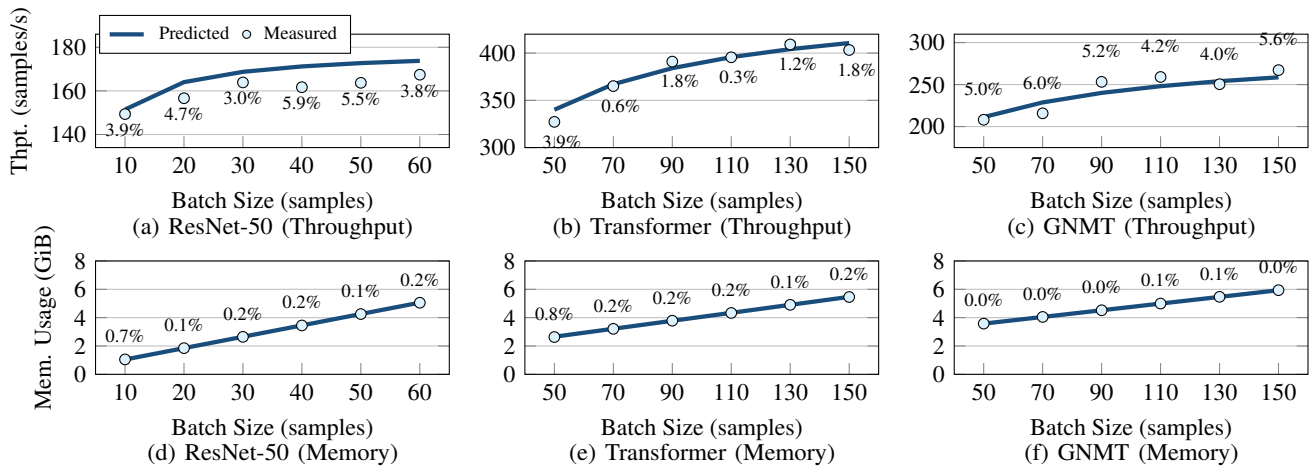 Predicted Measured
Thpt. (samples/s)
180
160
140
3.9% 4.7% 3.0% 5.9% 5.5% 3.8%
10 20 30 40 50 60
Batch Size (samples)
(a) ResNet-50 (Throughput)
400
350
300
3.9% 0.6% 1.8% 0.3% 1.2% 1.8%
50 70 90 110 130 150
Batch Size (samples)
(b) Transformer (Throughput)
300
250
200
5.0% 6.0% 5.2% 4.2% 4.0% 5.6%
50 70 90 110 130 150
Batch Size (samples)
(c) GNMT (Throughput)
Mem. Usage (GiB)
8
6
4
2
0
0.7% 0.1% 0.2% 0.2% 0.1% 0.2%
10 20 30 40 50 60
Batch Size (samples)
(d) ResNet-50 (Memory)
8
6
4
2
0
0.8% 0.2% 0.2% 0.2% 0.1% 0.2%
50 70 90 110 130 150
Batch Size (samples)
(e) Transformer (Memory)
8
6
4
2
0
0.0% 0.0% 0.0% 0.1% 0.1% 0.0%
50 70 90 110 130 150
Batch Size (samples)
(f) GNMT (Memory)